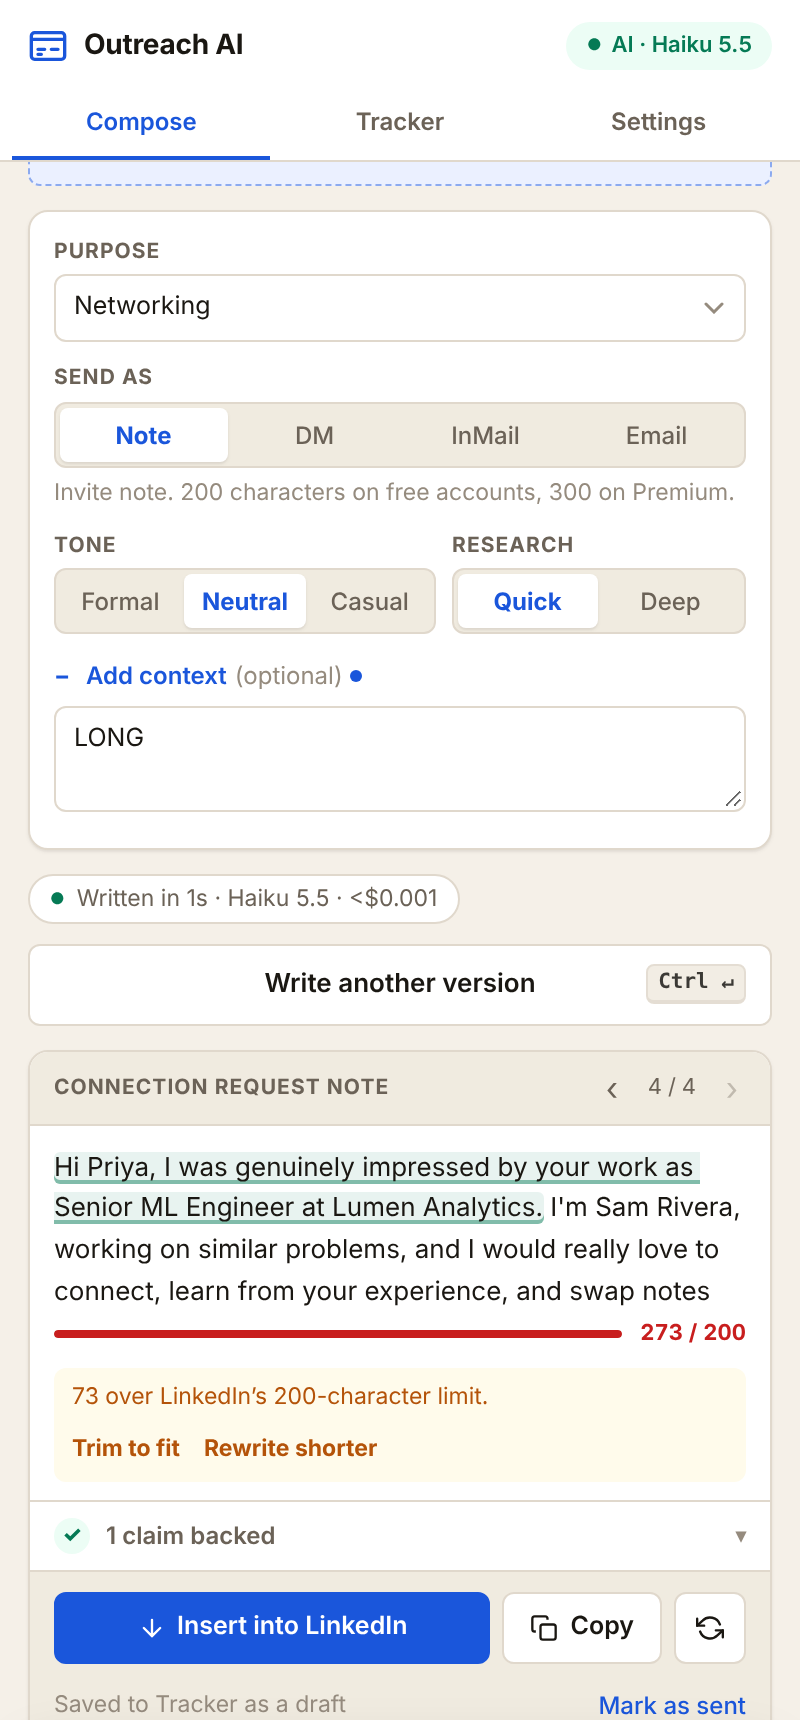 Outreach AI
AI · Haiku 5.5
Compose
Tracker
Settings
PURPOSE
Networking
SEND AS
Note
DM
InMail
Email
Invite note. 200 characters on free accounts, 300 on Premium.
TONE
RESEARCH
Formal
Neutral
Casual
Quick
Deep
− Add context (optional)
LONG
Written in 1s · Haiku 5.5 · <$0.001
Write another version
Ctrl ↵
CONNECTION REQUEST NOTE
‹ 4 / 4 ›
Hi Priya, I was genuinely impressed by your work as
Senior ML Engineer at Lumen Analytics. I'm Sam Rivera,
working on similar problems, and I would really love to
connect, learn from your experience, and swap notes
273 / 200
73 over LinkedIn’s 200-character limit.
Trim to fit
Rewrite shorter
1 claim backed
Insert into LinkedIn
Copy
Saved to Tracker as a draft
Mark as sent